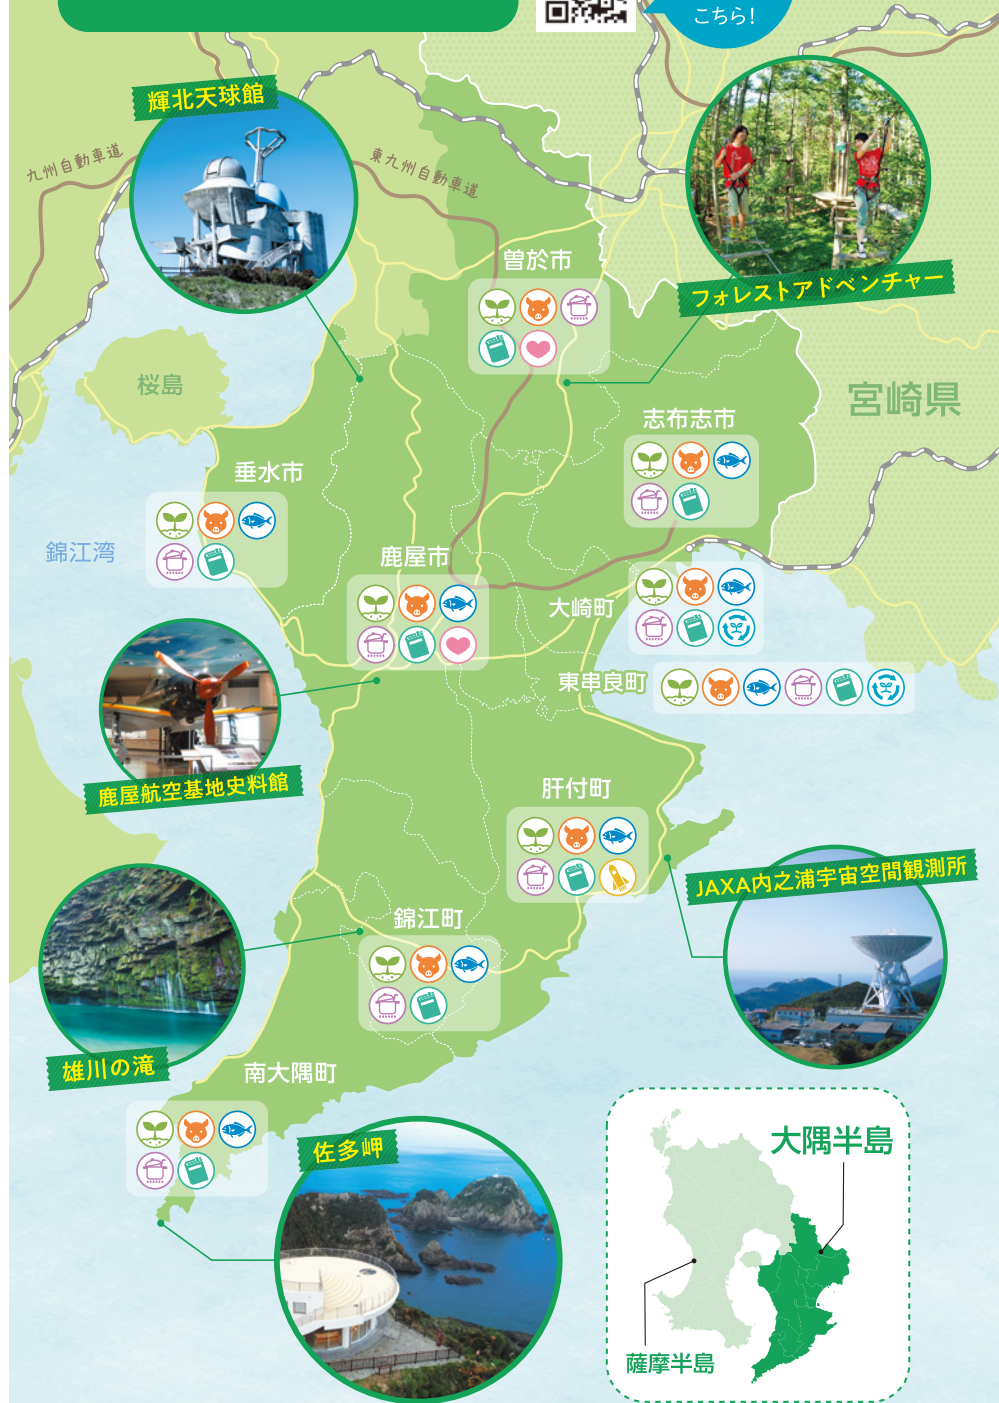 こちら!
輝北天球館
九州自動車道
東九州自動車道
曽於市
フォレストアドベンチャー
桜島
宮崎県
志布志市
垂水市
錦江湾
鹿屋市
大崎町
東串良町
鹿屋航空基地史料館
肝付町
JAXA内之浦宇宙空間観測所
錦江町
雄川の滝
南大隅町
佐多岬
大隅半島
薩摩半島